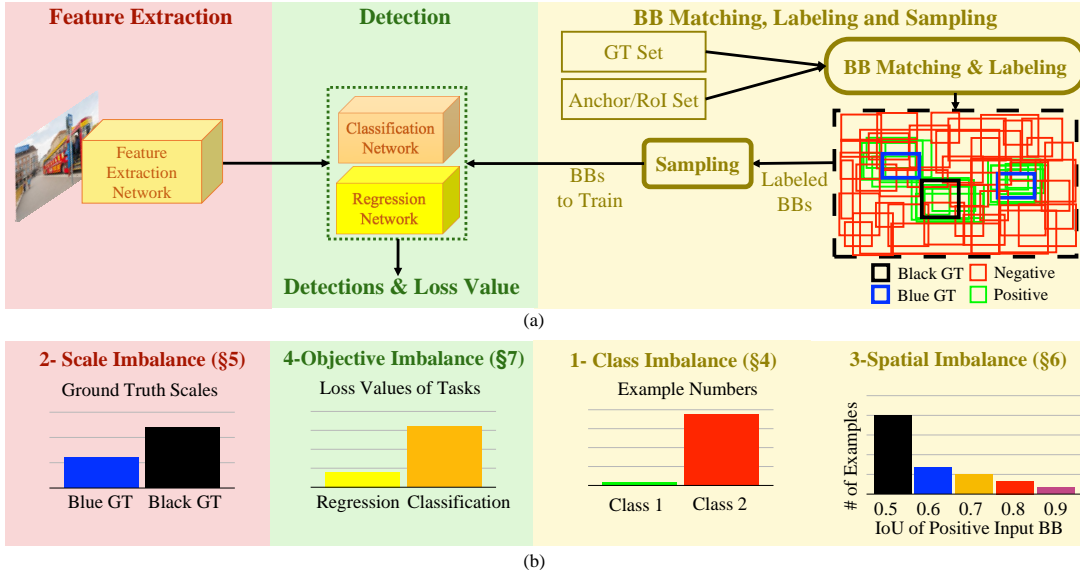 Feature Extraction
Detection
BB Matching, Labeling and Sampling
GT Set
Anchor/RoI Set
BB Matching & Labeling
Feature
Extraction
Network
Classification
Network
Regression
Network
BBs
to Train
Sampling
Labeled
BBs
Detections & Loss Value
Black GT
Negative
Blue GT
Positive
(a)
2- Scale Imbalance (§5)
Ground Truth Scales
Blue GT
Black GT
4-Objective Imbalance (§7)
Loss Values of Tasks
Regression
Classification
1- Class Imbalance (§4)
Example Numbers
Class 1
Class 2
3-Spatial Imbalance (§6)
# of Examples
0.5 0.6 0.7 0.8 0.9
IoU of Positive Input BB
(b)